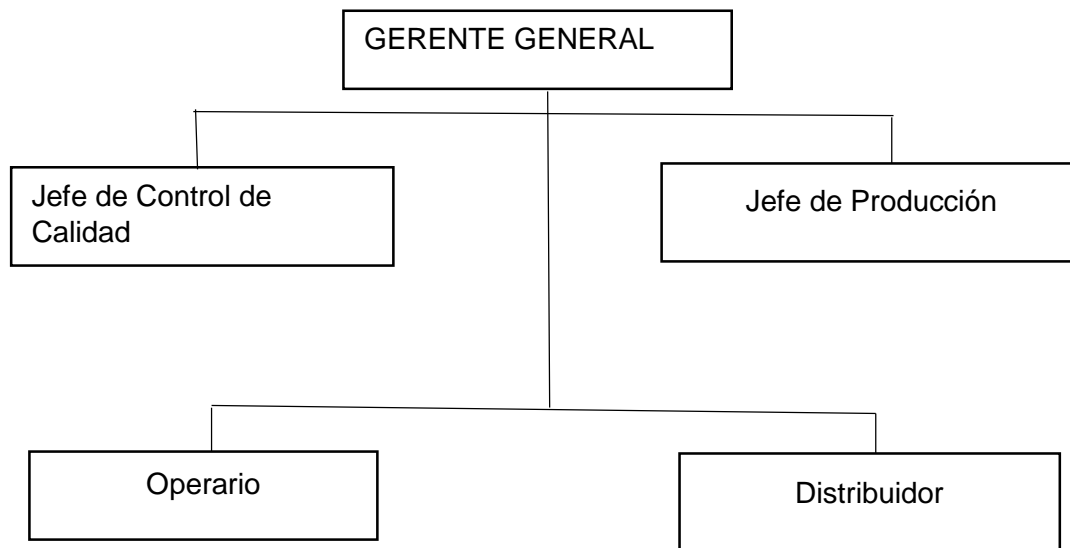 GERENTE GENERAL
Jefe de Control de
Calidad
Jefe de Producción
Operario
Distribuidor